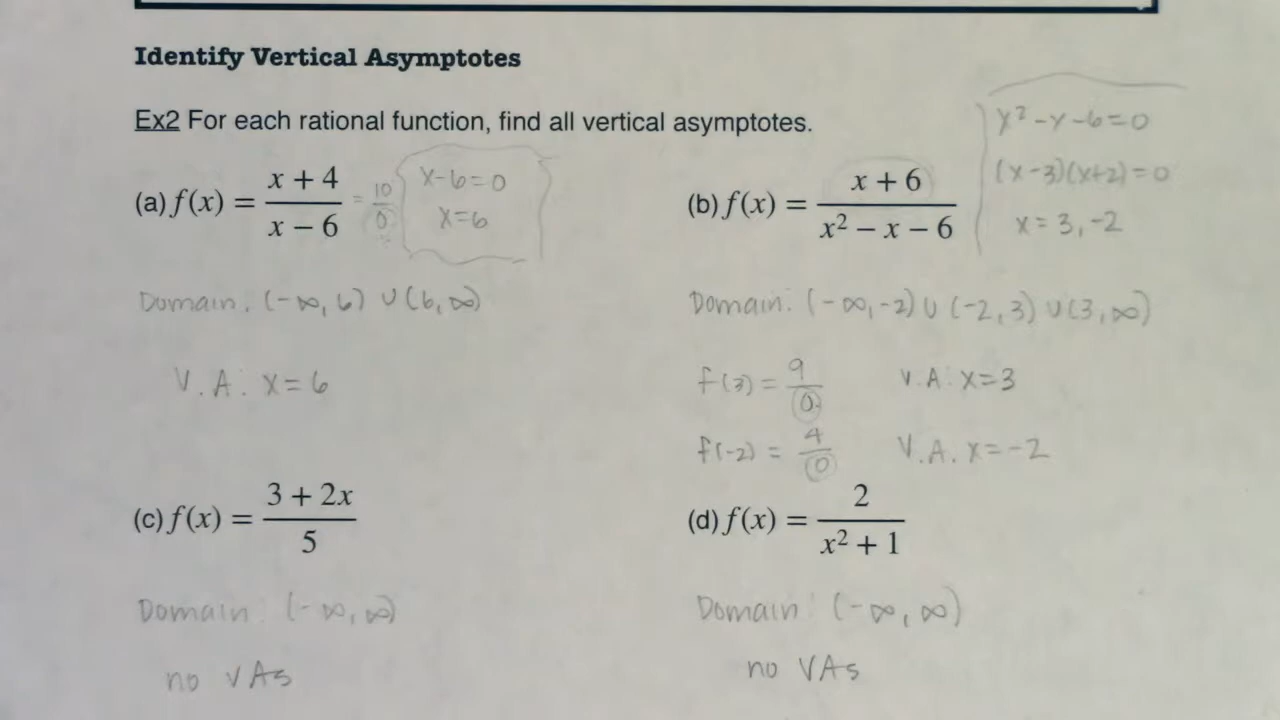 Identify Vertical Asymptotes
Ex2 For each rational function, find all vertical asymptotes.
(a) f(x) = (x + 4)/(x − 6) = 10/0
x-6=0
x=6
Domain: (-∞, 6) ∪ (6, ∞)
V.A. x=6
(b) f(x) = (x + 6)/(x² − x − 6)
x²-x-6=0
(x-3)(x+2)=0
x = 3, -2
Domain: (-∞, -2) ∪ (-2, 3) ∪ (3, ∞)
f(3) = 9/0 V.A. x=3
f(-2) = 4/0 V.A. x=-2
(c) f(x) = (3 + 2x)/5
Domain: (-∞, ∞)
no VAs
(d) f(x) = 2/(x² + 1)
Domain: (-∞, ∞)
no VAs